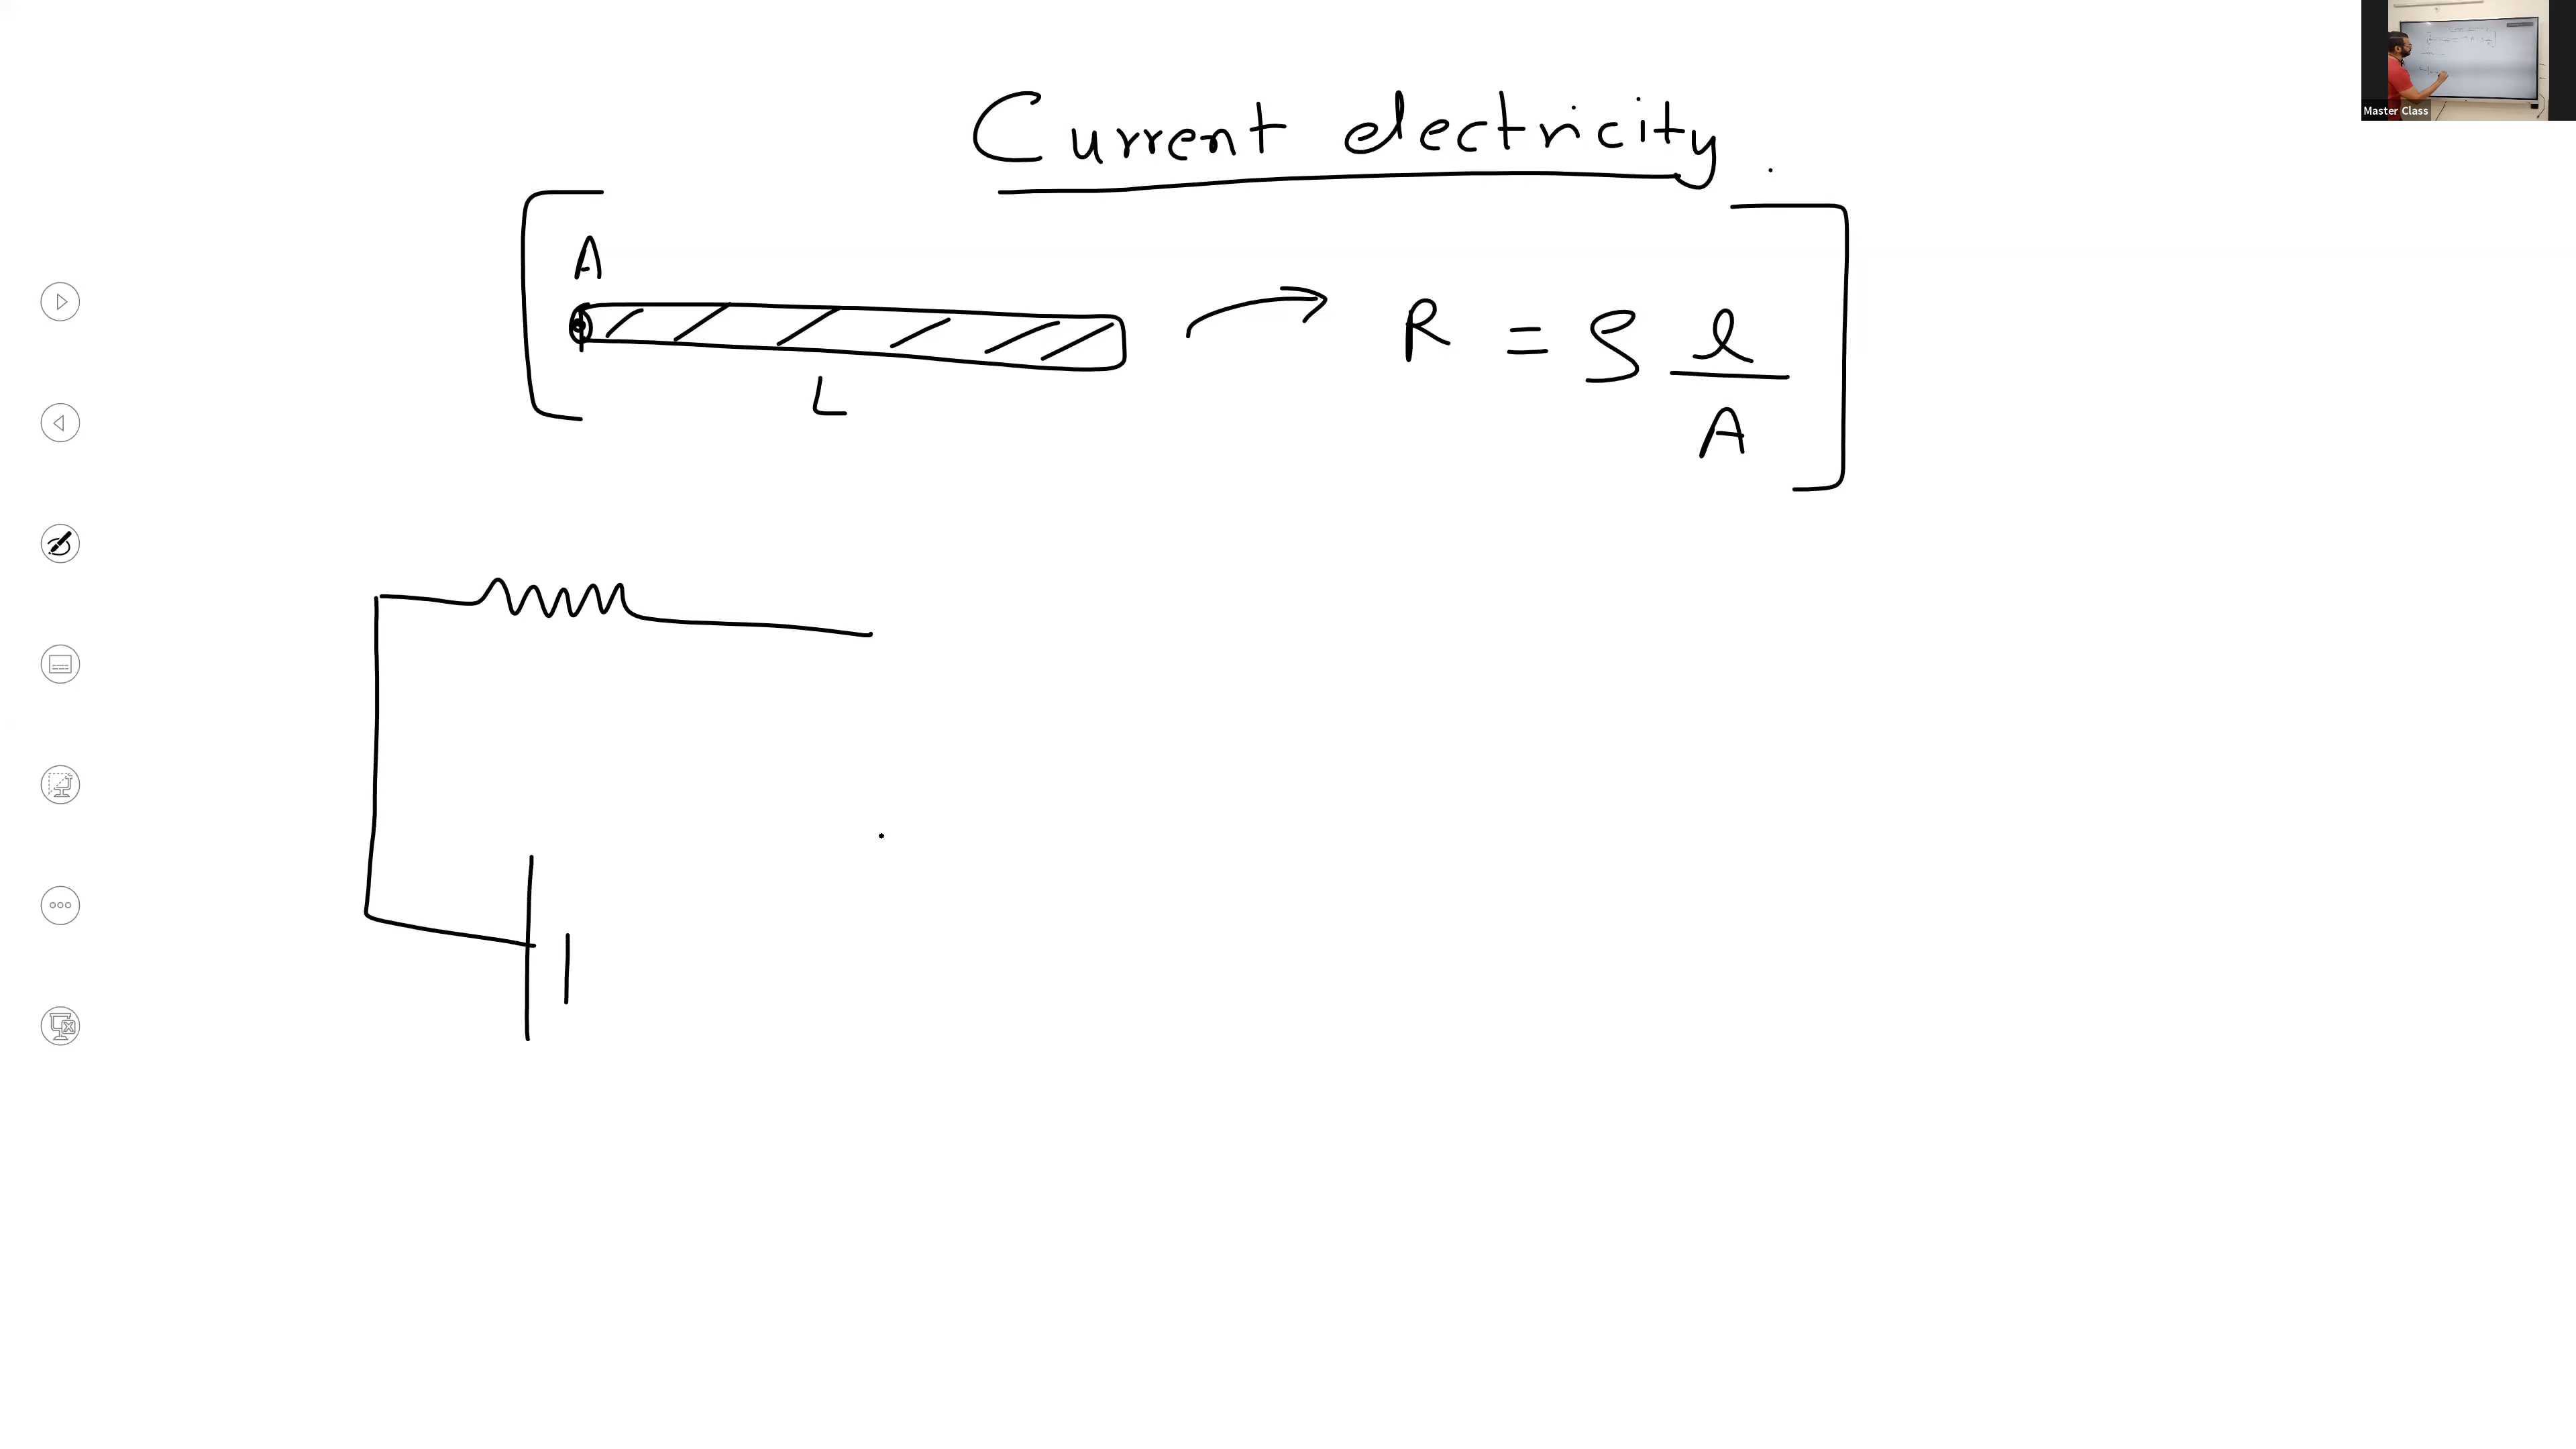 Master Class
Current electricity.
A
L
R = ρ l / A